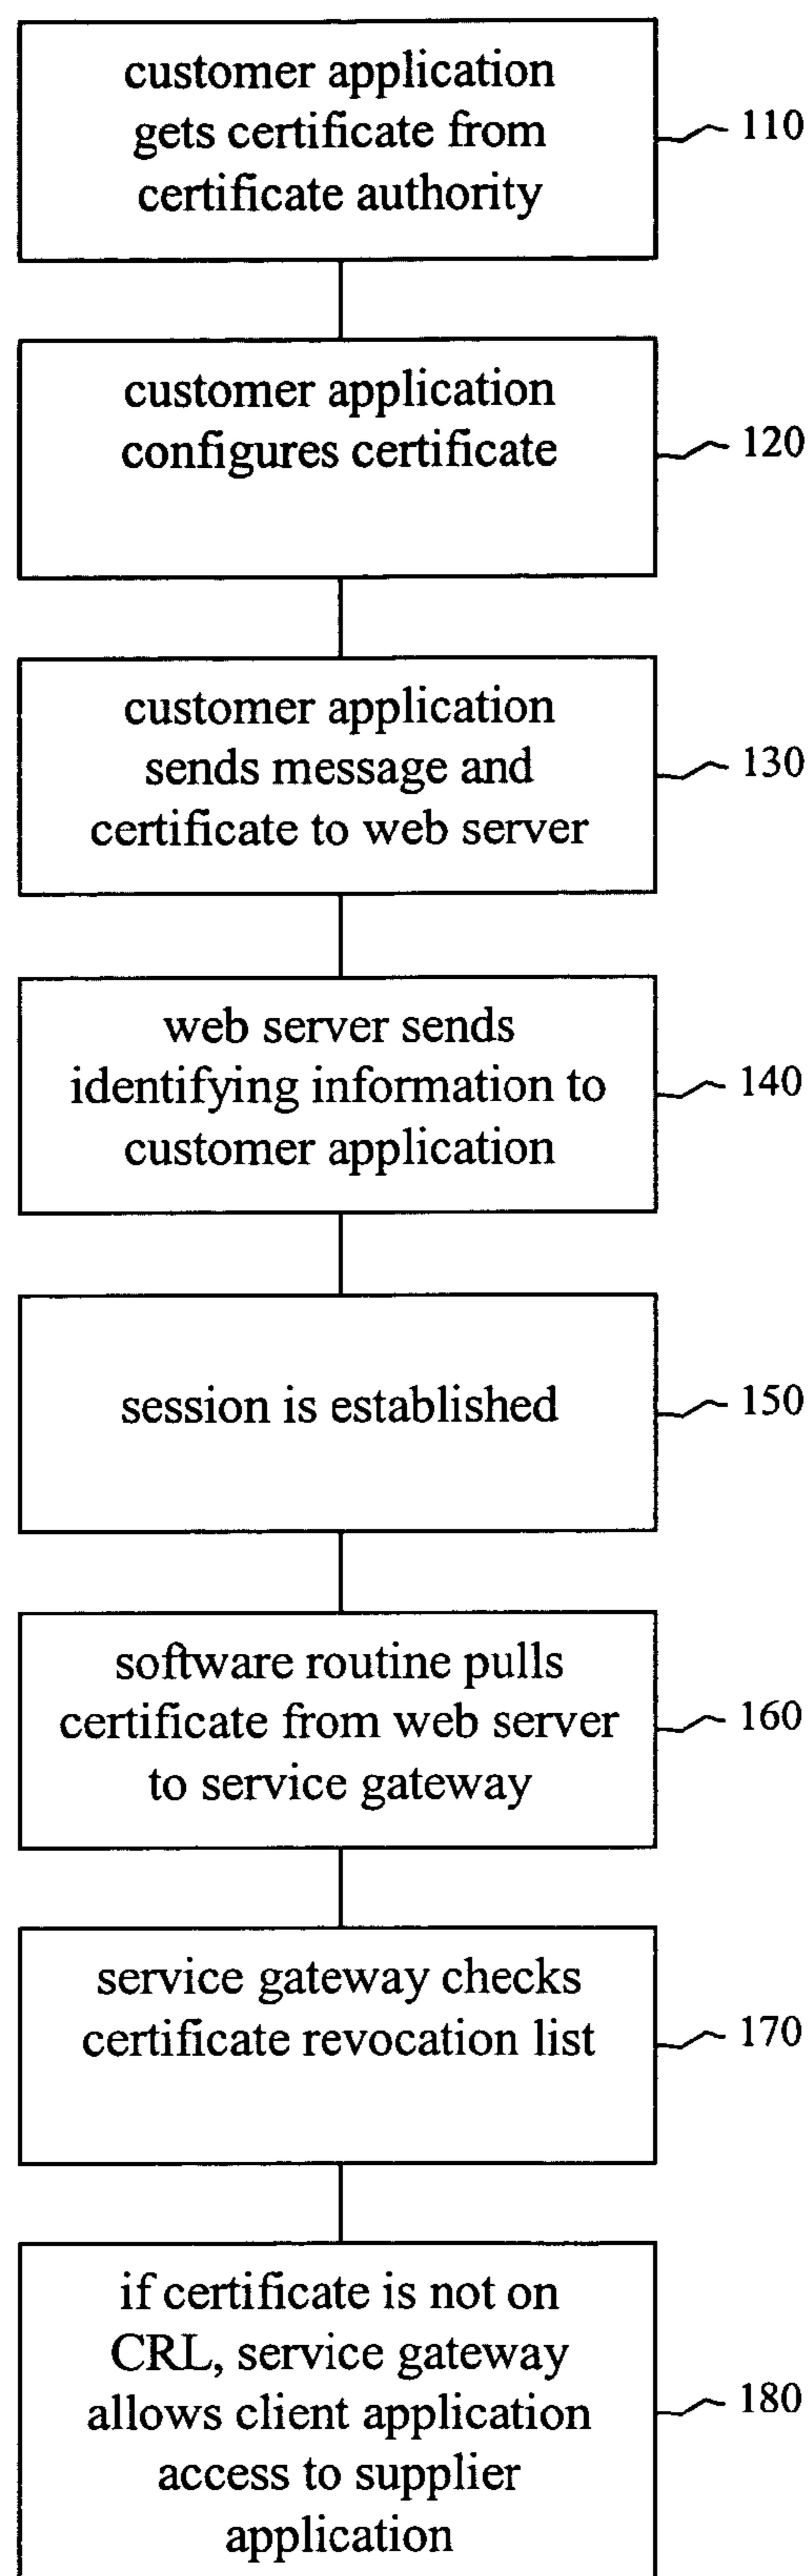 customer application
gets certificate from
certificate authority
110
customer application
configures certificate
120
customer application
sends message and
certificate to web server
130
web server sends
identifying information to
customer application
140
session is established
150
software routine pulls
certificate from web server
to service gateway
160
service gateway checks
certificate revocation list
170
if certificate is not on
CRL, service gateway
allows client application
access to supplier
application
180